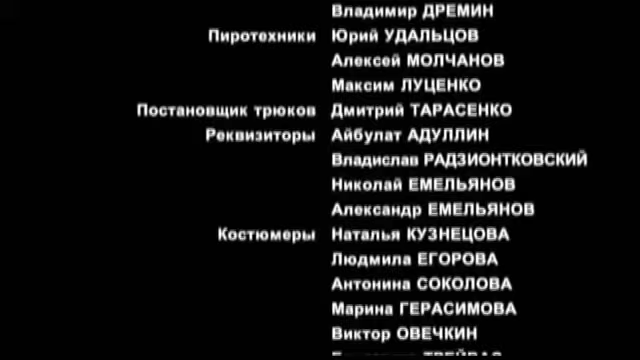 Владимир ДРЕМИН
Пиротехники Юрий УДАЛЬЦОВ
Алексей МОЛЧАНОВ
Максим ЛУЦЕНКО
Постановщик трюков Дмитрий ТАРАСЕНКО
Реквизиторы Айбулат АДУЛЛИН
Владислав РАДЗИОНТКОВСКИЙ
Николай ЕМЕЛЬЯНОВ
Александр ЕМЕЛЬЯНОВ
Костюмеры Наталья КУЗНЕЦОВА
Людмила ЕГОРОВА
Антонина СОКОЛОВА
Марина ГЕРАСИМОВА
Виктор ОВЕЧКИН